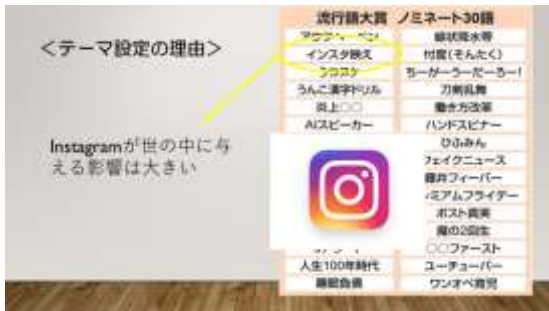 ＜テーマ設定の理由＞
Instagramが世の中に与
える影響は大きい
流行語大賞 ノミネート30語
インスタ映え
うんこ漢字ドリル
炎上○○
AIスピーカー
人生100年時代
睡眠負債
線状降水帯
忖度(そんたく)
ちーがーうーだーろー!
刀剣乱舞
働き方改革
ハンドスピナー
ひふみん
フェイクニュース
藤井フィーバー
ミアムフライデー
ポスト真実
魔の2回生
○○ファースト
ユーチューバー
ワンオペ育児